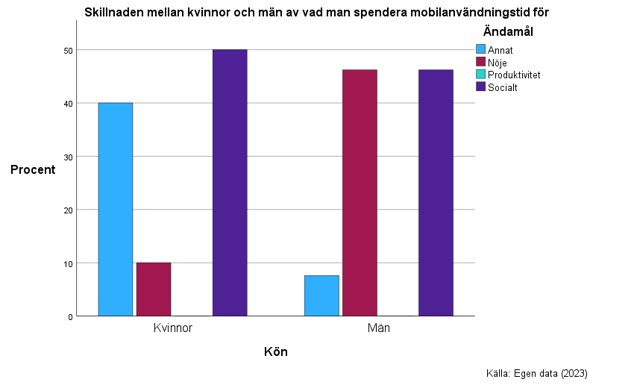 Skillnaden mellan kvinnor och män av vad man spendera mobilanvändningstid för
Ändamål
Annat
Nöje
Produktivitet
Socialt
Procent
50
40
30
20
10
0
Kvinnor
Män
Kön
Källa: Egen data (2023)